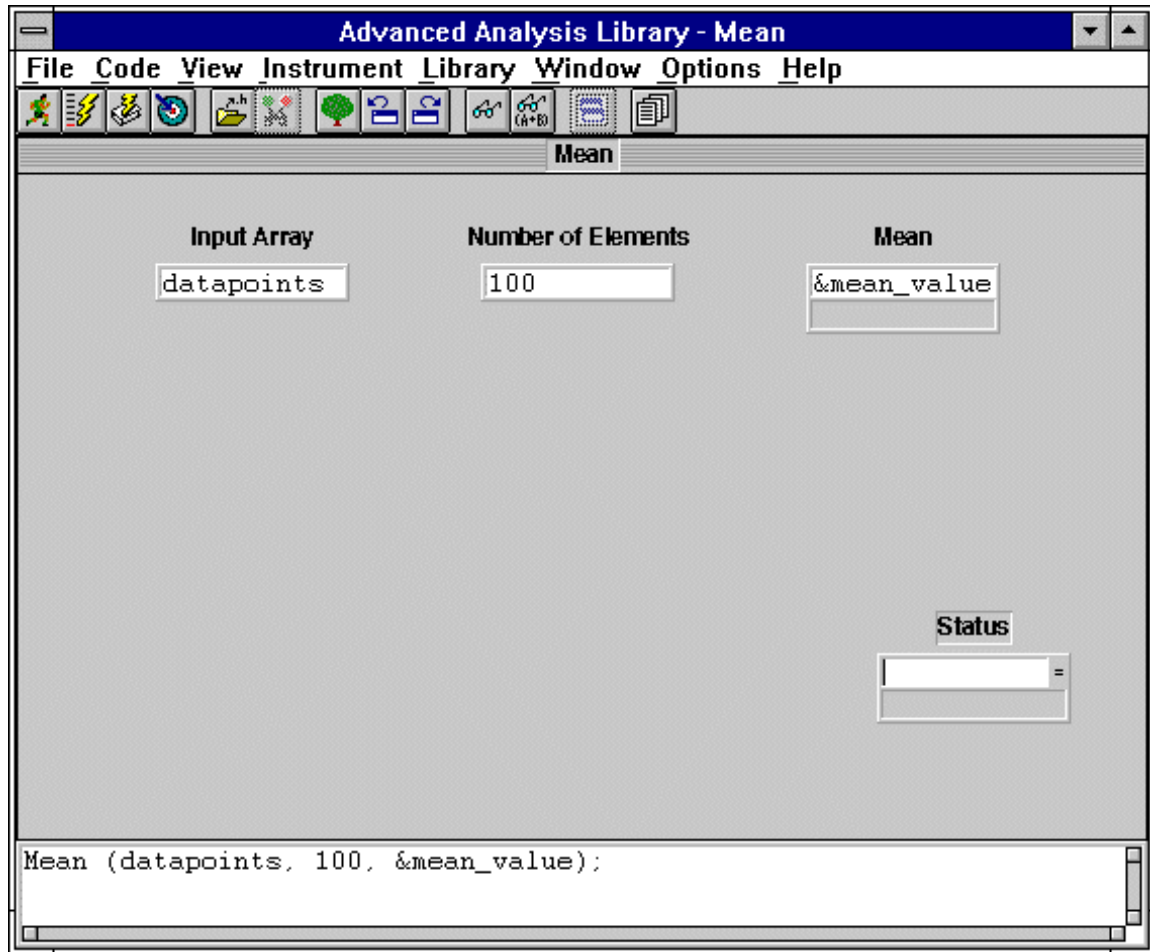 Advanced Analysis Library - Mean
File Code View Instrument Library Window Options Help
Mean
Input Array Number of Elements Mean
datapoints 100 &mean_value
Status
=
Mean (datapoints, 100, &mean_value);